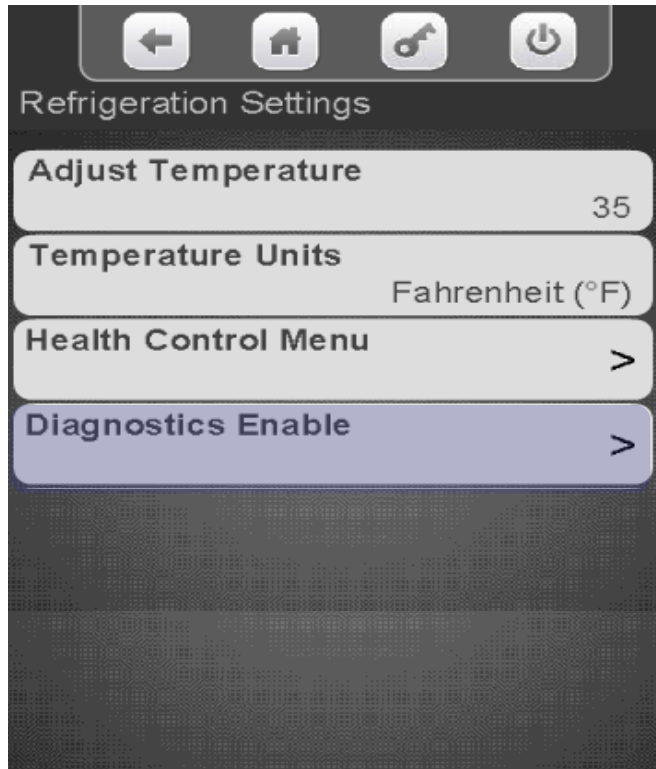 Refrigeration Settings
Adjust Temperature
35
Temperature Units
Fahrenheit (°F)
Health Control Menu
>
Diagnostics Enable
>